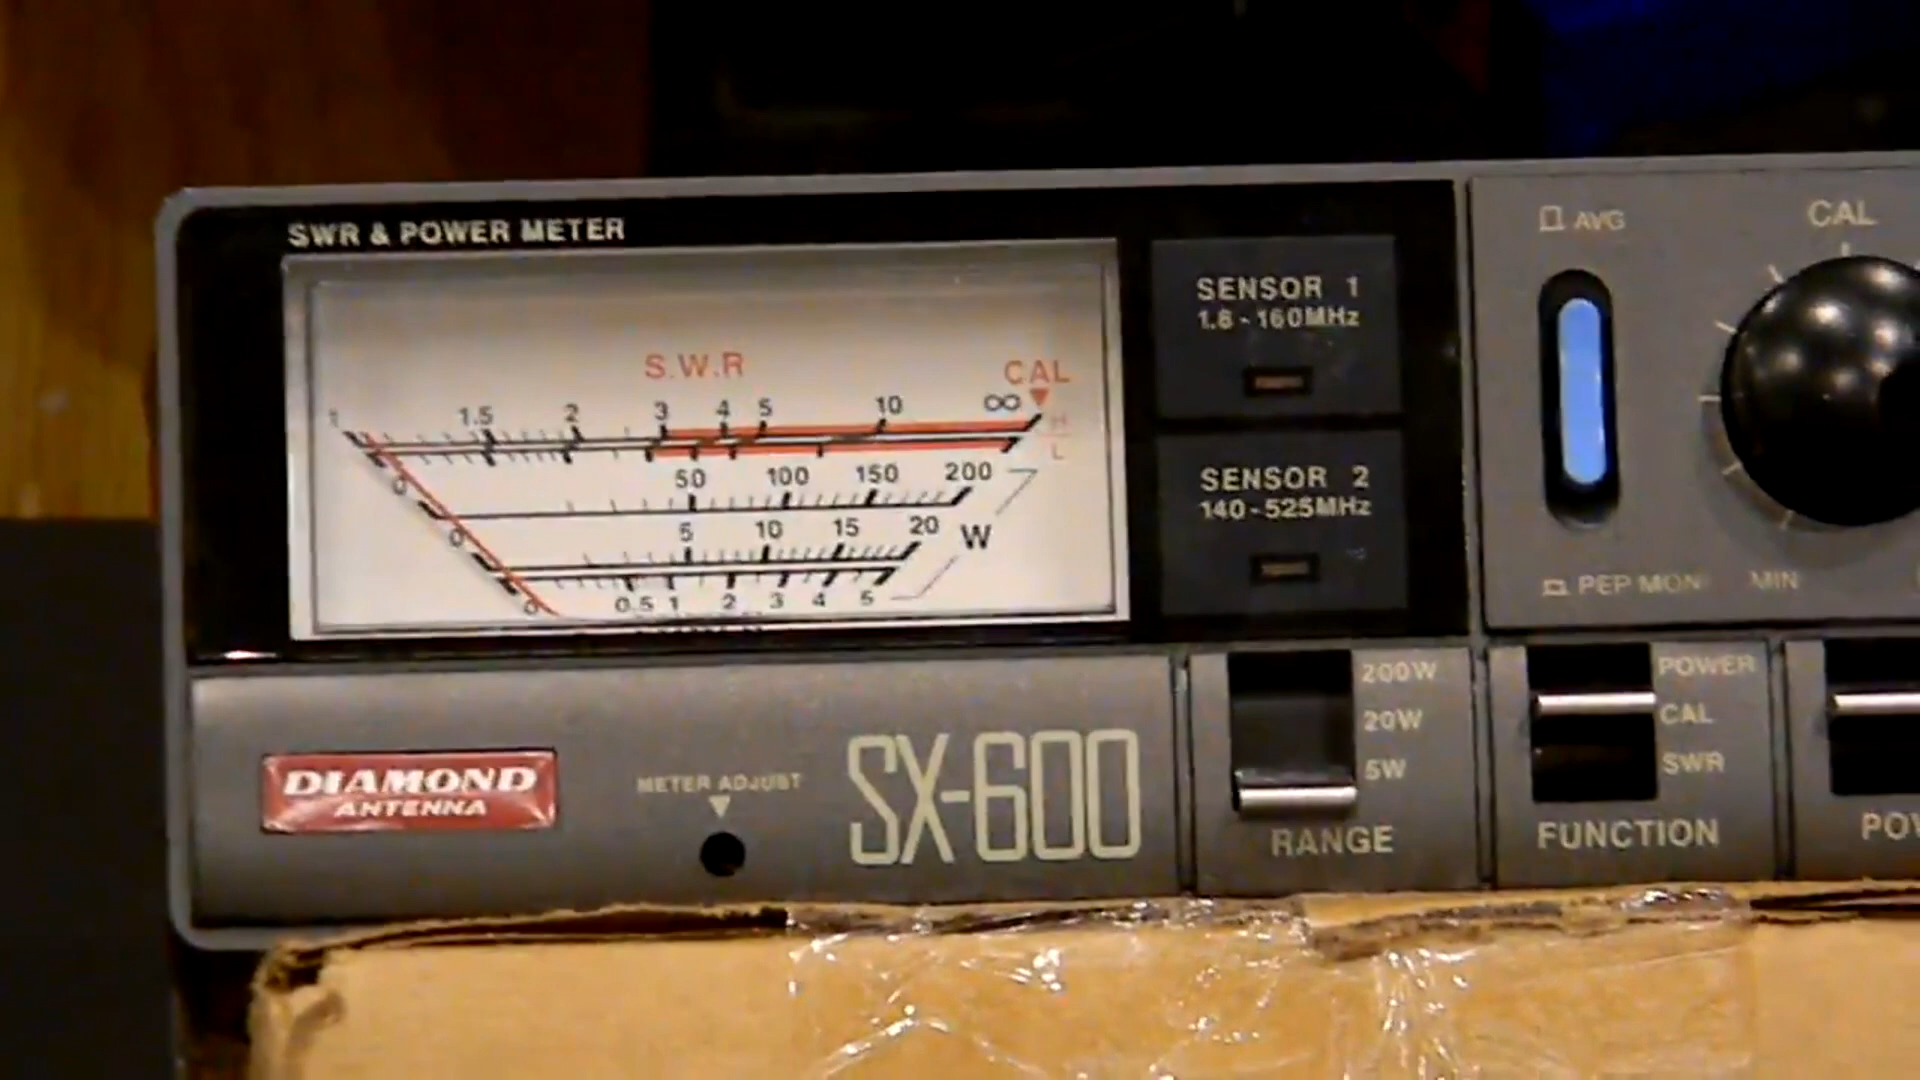 SWR & POWER METER
S.W.R
CAL
1 1.5 2 3 4 5 10 ∞
H
L
0 50 100 150 200
0 5 10 15 20
W
0 0.5 1 2 3 4 5
SENSOR 1
1.8-160MHz
SENSOR 2
140-525MHz
AVG
CAL
PEP MON
MIN
DIAMOND
ANTENNA
METER ADJUST
SX-600
200W
20W
5W
RANGE
POWER
CAL
SWR
FUNCTION
POW